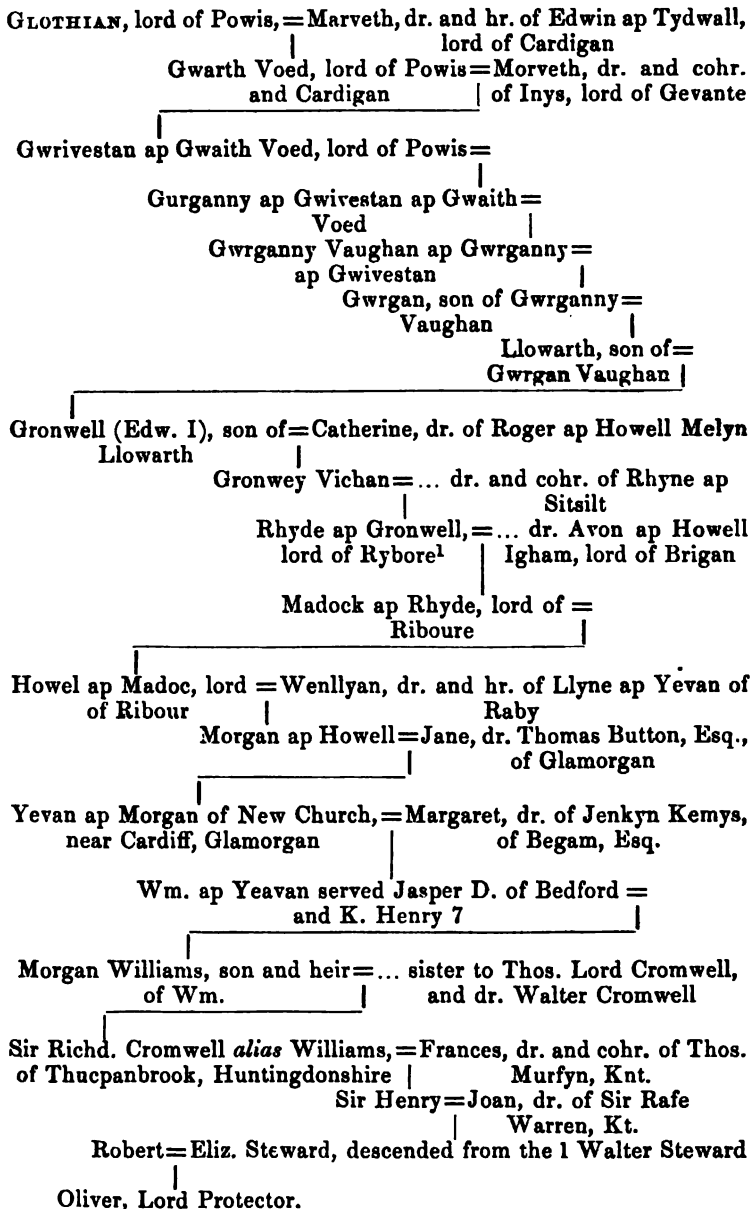 GLOTHIAN, lord of Powis,=Marveth, dr. and hr. of Edwin ap Tydwall,
lord of Cardigan
Gwarth Voed, lord of Powis=Morveth, dr. and cohr.
and Cardigan of Inys, lord of Gevante
Gwrivestan ap Gwaith Voed, lord of Powis=
Gurganny ap Gwivestan ap Gwaith=
Voed
Gwrganny Vaughan ap Gwrganny=
ap Gwivestan
Gwrgan, son of Gwrganny=
Vaughan
Llowarth, son of=
Gwrgan Vaughan
Gronwell (Edw. I), son of=Catherine, dr. of Roger ap Howell Melyn
Llowarth
Gronwey Vichan=... dr. and cohr. of Rhyne ap
Sitsilt
Rhyde ap Gronwell,=... dr. Avon ap Howell
lord of Rybore1 Igham, lord of Brigan
Madock ap Rhyde, lord of =
Riboure
Howel ap Madoc, lord =Wenllyan, dr. and hr. of Llyne ap Yevan of
of Ribour Raby
Morgan ap Howell=Jane, dr. Thomas Button, Esq.,
of Glamorgan
Yevan ap Morgan of New Church,=Margaret, dr. of Jenkyn Kemys,
near Cardiff, Glamorgan of Begam, Esq.
Wm. ap Yeavan served Jasper D. of Bedford =
and K. Henry 7
Morgan Williams, son and heir=... sister to Thos. Lord Cromwell,
of Wm. and dr. Walter Cromwell
Sir Richd. Cromwell alias Williams,=Frances, dr. and cohr. of Thos.
of Thucpanbrook, Huntingdonshire Murfyn, Knt.
Sir Henry=Joan, dr. of Sir Rafe
Warren, Kt.
Robert=Eliz. Steward, descended from the 1 Walter Steward
Oliver, Lord Protector.